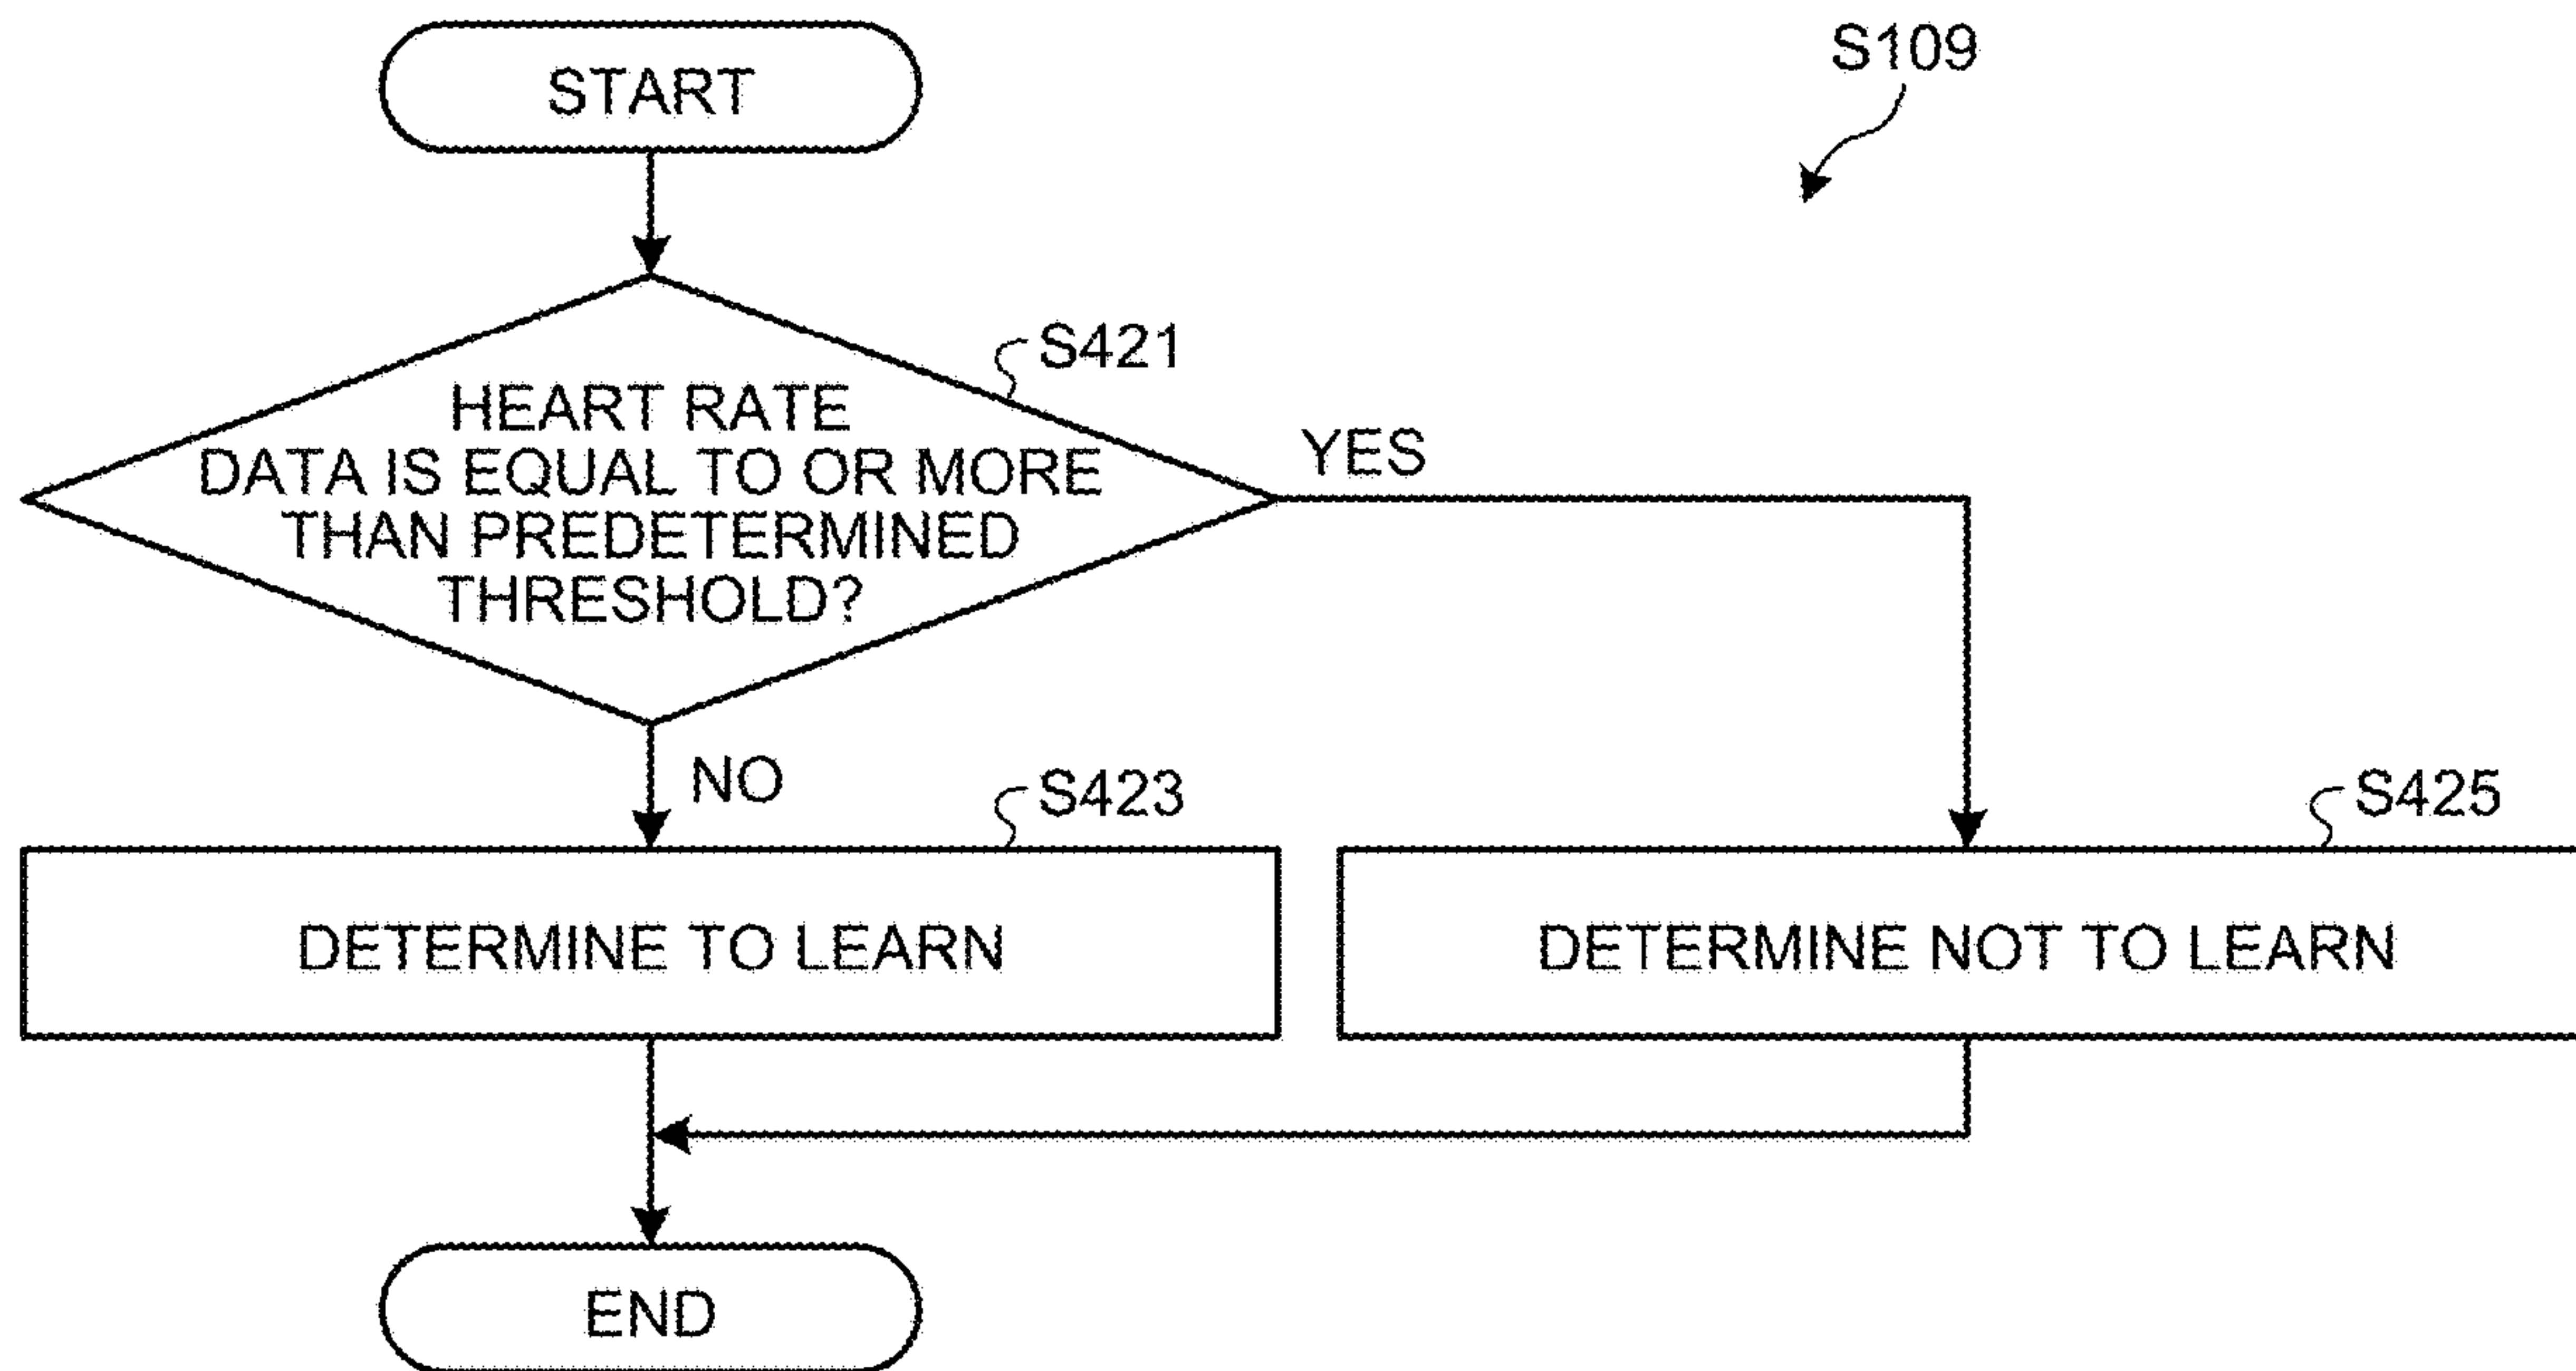 START
S109
S421
HEART RATE
DATA IS EQUAL TO OR MORE
THAN PREDETERMINED
THRESHOLD?
YES
NO
S423
S425
DETERMINE TO LEARN
DETERMINE NOT TO LEARN
END